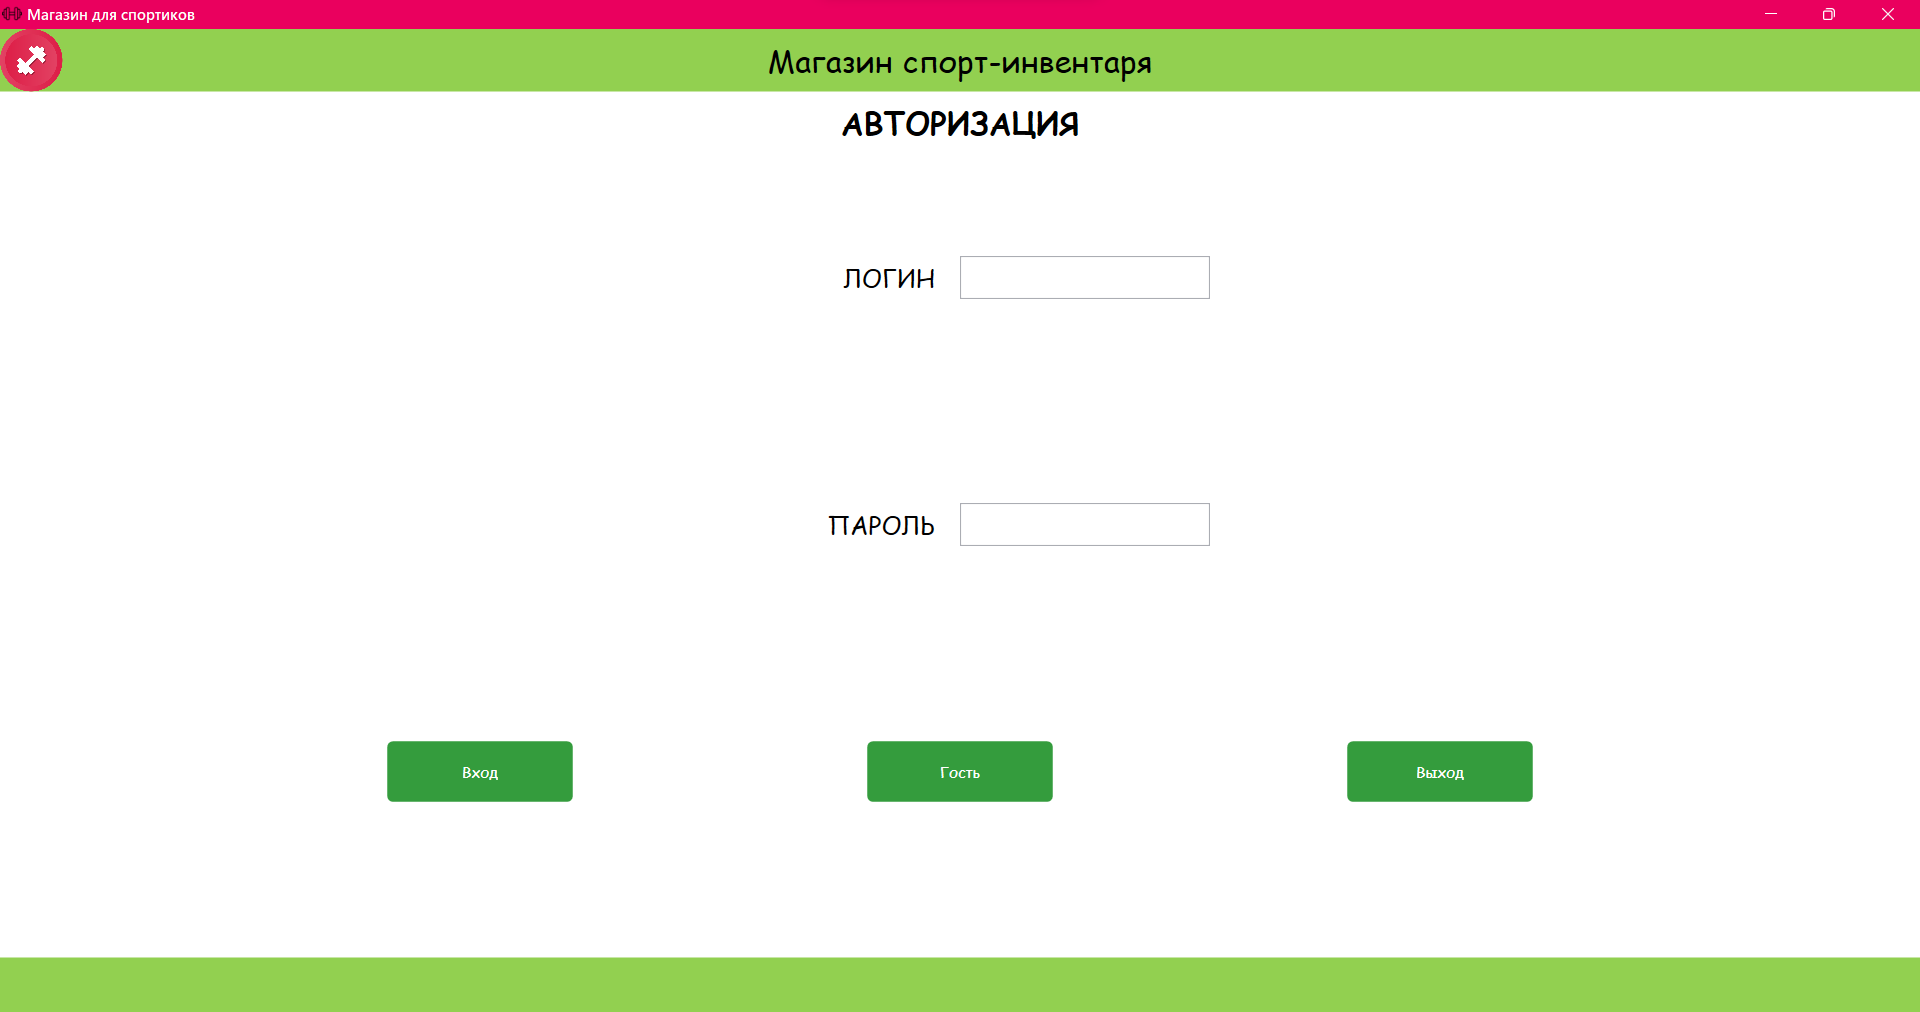 Магазин для спортиков
Магазин спорт-инвентаря
АВТОРИЗАЦИЯ
ЛОГИН
ПАРОЛЬ
Вход
Гость
Выход